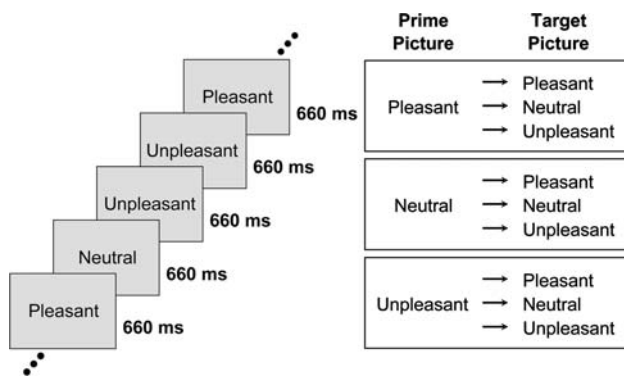 Pleasant
660 ms
Unpleasant
660 ms
Unpleasant
660 ms
Neutral
660 ms
Pleasant
660 ms
Prime
Picture
Target
Picture
Pleasant
→ Pleasant
→ Neutral
→ Unpleasant
Neutral
→ Pleasant
→ Neutral
→ Unpleasant
Unpleasant
→ Pleasant
→ Neutral
→ Unpleasant